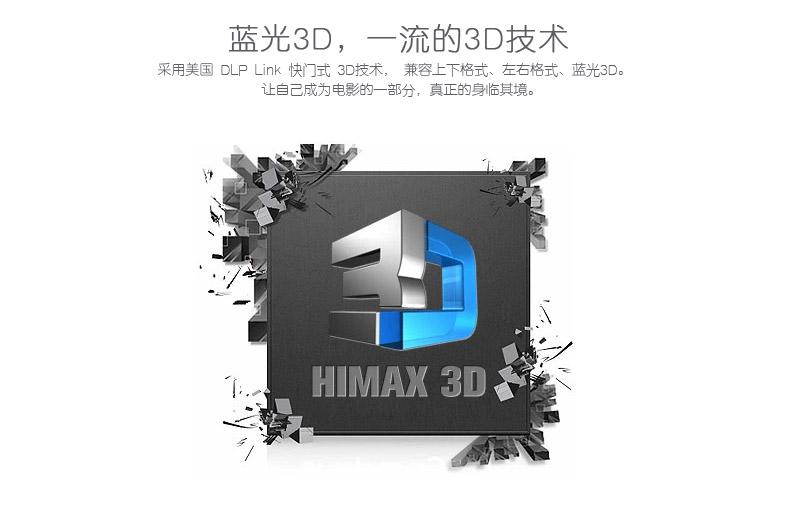 蓝光3D，一流的3D技术
采用美国 DLP Link 快门式 3D技术， 兼容上下格式、左右格式、蓝光3D。
让自己成为电影的一部分，真正的身临其境。
3D
HIMAX 3D